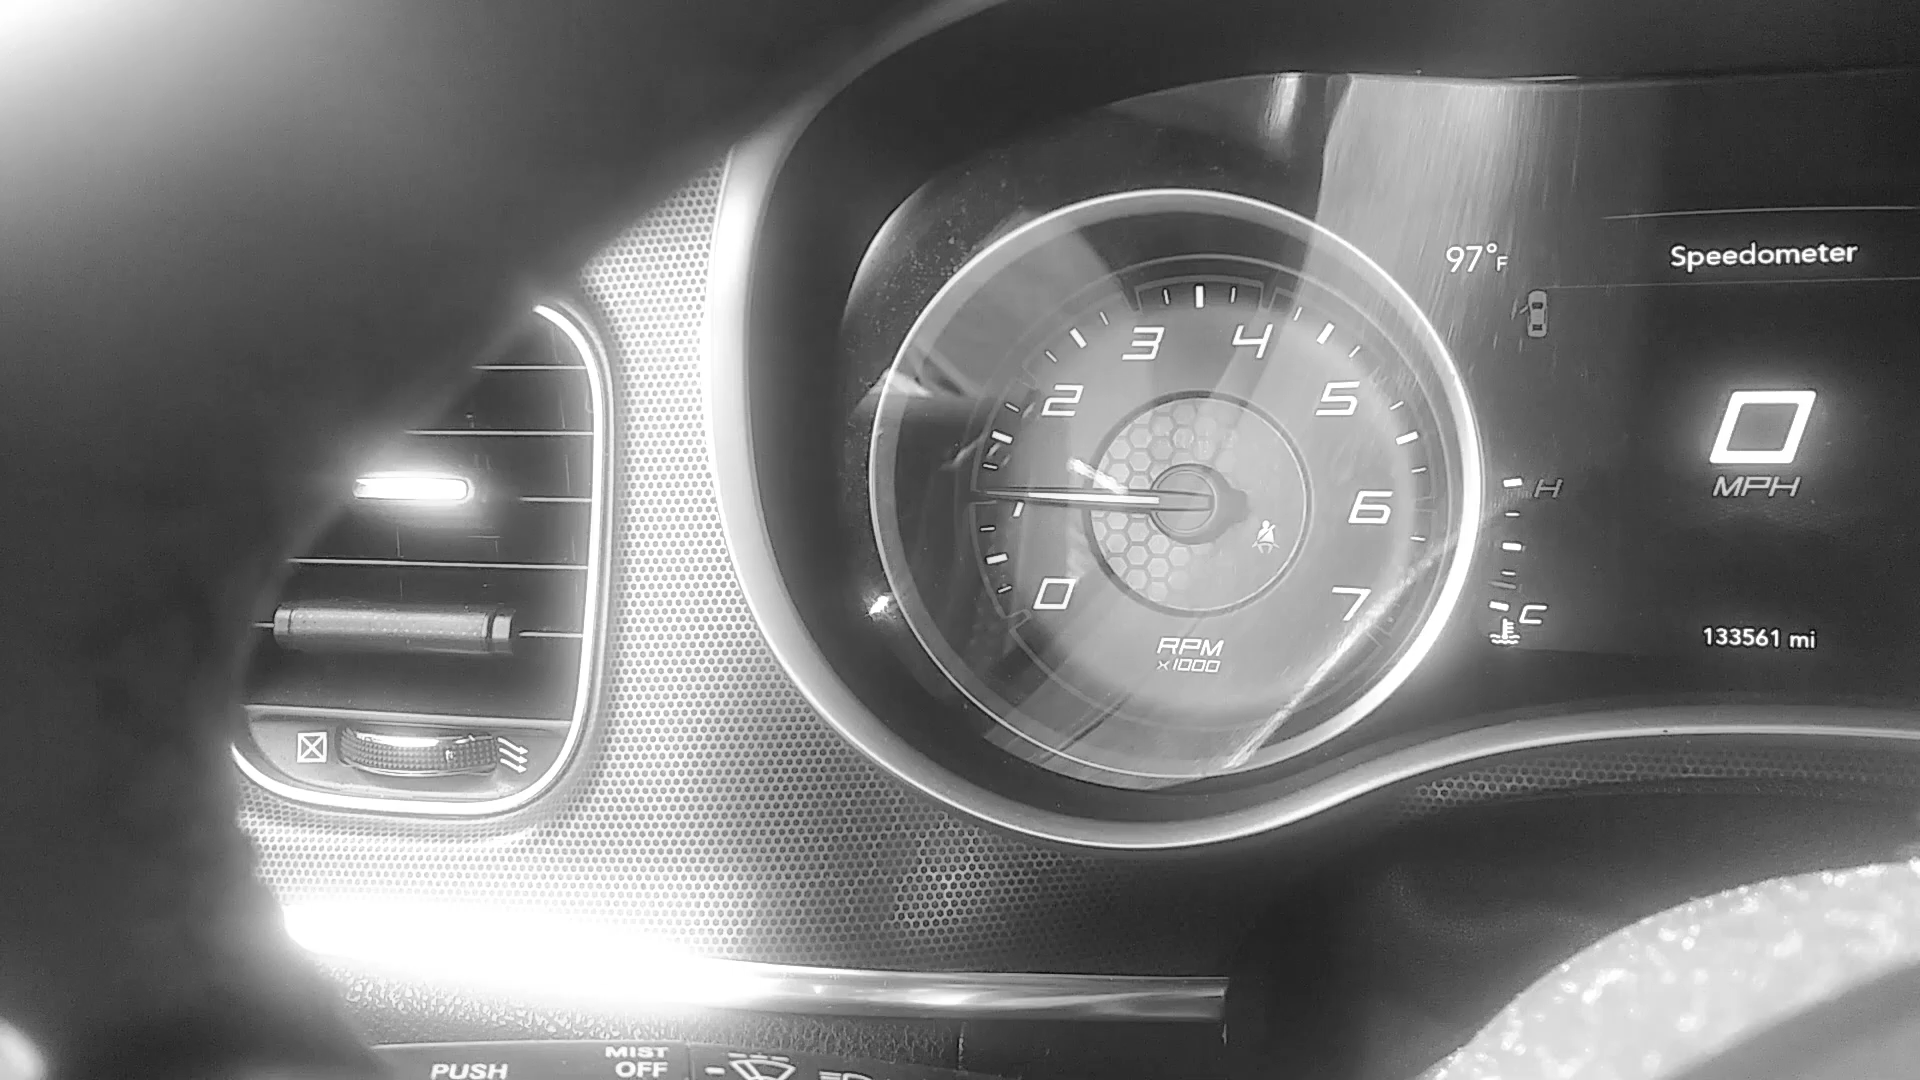 97°F
Speedometer
3 4
2 5
6
0 7
RPM
x1000
0
MPH
H
C
133561 mi
MIST
PUSH OFF